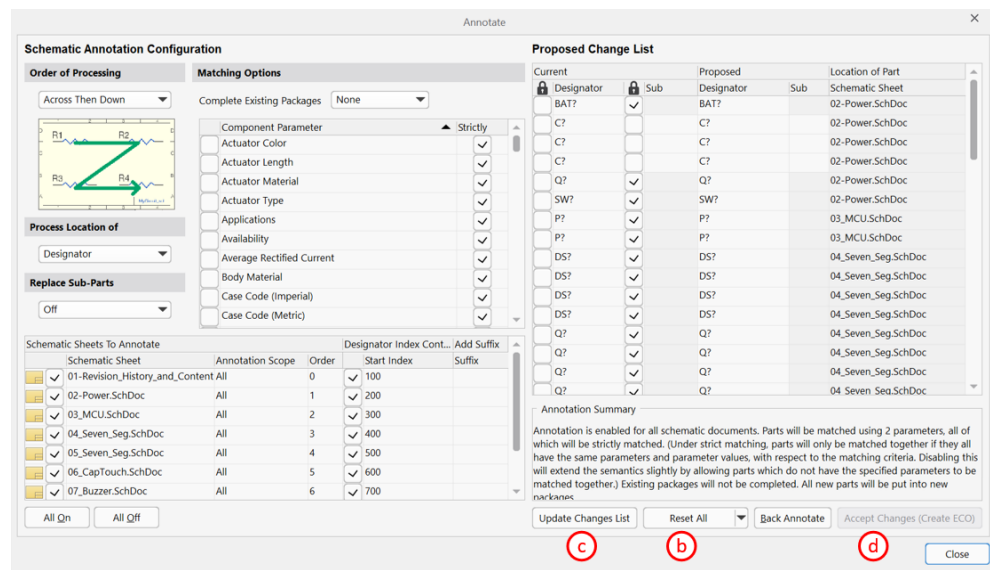 Annotate
Schematic Annotation Configuration
Order of Processing
Across Then Down
R1
R2
R3
R4
Process Location of
Designator
Replace Sub-Parts
Off
Matching Options
Complete Existing Packages None
Component Parameter Strictly
Actuator Color
Actuator Length
Actuator Material
Actuator Type
Applications
Availability
Average Rectified Current
Body Material
Case Code (Imperial)
Case Code (Metric)
Schematic Sheets To Annotate Designator Index Cont... Add Suffix
Schematic Sheet Annotation Scope Order Start Index Suffix
01-Revision_History_and_Content All 0 100
02-Power.SchDoc All 1 200
03_MCU.SchDoc All 2 300
04_Seven_Seg.SchDoc All 3 400
05_Seven_Seg.SchDoc All 4 500
06_CapTouch.SchDoc All 5 600
07_Buzzer.SchDoc All 6 700
All On All Off
Proposed Change List
Current Proposed Location of Part
Designator Sub Designator Sub Schematic Sheet
BAT? BAT? 02-Power.SchDoc
C? C? 02-Power.SchDoc
C? C? 02-Power.SchDoc
C? C? 02-Power.SchDoc
Q? Q? 02-Power.SchDoc
SW? SW? 02-Power.SchDoc
P? P? 03_MCU.SchDoc
P? P? 03_MCU.SchDoc
DS? DS? 04_Seven_Seg.SchDoc
DS? DS? 04_Seven_Seg.SchDoc
DS? DS? 04_Seven_Seg.SchDoc
DS? DS? 04_Seven_Seg.SchDoc
Q? Q? 04_Seven_Seg.SchDoc
Q? Q? 04_Seven_Seg.SchDoc
Q? Q? 04_Seven_Seg.SchDoc
Q? Q? 04_Seven_Seg.SchDoc
Annotation Summary
Annotation is enabled for all schematic documents. Parts will be matched using 2 parameters, all of
which will be strictly matched. (Under strict matching, parts will only be matched together if they all
have the same parameters and parameter values, with respect to the matching criteria. Disabling this
will extend the semantics slightly by allowing parts which do not have the specified parameters to be
matched together.) Existing packages will not be completed. All new parts will be put into new
packages.
Update Changes List Reset All Back Annotate Accept Changes (Create ECO)
c b d
Close